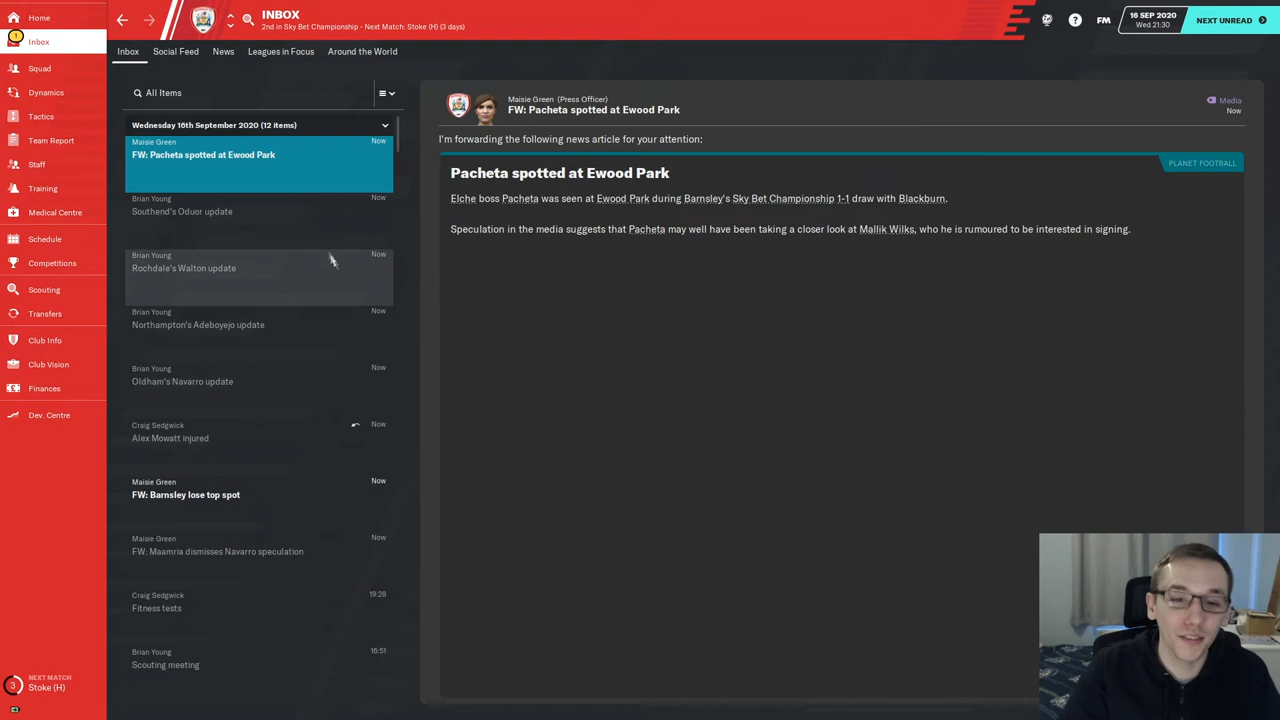 Home
1
Inbox
Squad
Dynamics
Tactics
Team Report
Staff
Training
Medical Centre
Schedule
Competitions
Scouting
Transfers
Club Info
Club Vision
Finances
Dev. Centre
3
NEXT MATCH
Stoke (H)
INBOX
2nd in Sky Bet Championship - Next Match: Stoke (H) (3 days)
?
FM
16 SEP 2020
Wed 21:30
NEXT UNREAD
Inbox
Social Feed
News
Leagues in Focus
Around the World
All Items
Wednesday 16th September 2020 (12 items)
Maisie Green
Now
FW: Pacheta spotted at Ewood Park
Brian Young
Now
Southend's Oduor update
Brian Young
Now
Rochdale's Walton update
Brian Young
Now
Northampton's Adeboyejo update
Brian Young
Now
Oldham's Navarro update
Craig Sedgwick
Now
Alex Mowatt injured
Maisie Green
Now
FW: Barnsley lose top spot
Maisie Green
Now
FW: Maamria dismisses Navarro speculation
Craig Sedgwick
19:28
Fitness tests
Brian Young
16:51
Scouting meeting
Maisie Green (Press Officer)
FW: Pacheta spotted at Ewood Park
Media
Now
I'm forwarding the following news article for your attention:
PLANET FOOTBALL
Pacheta spotted at Ewood Park
Elche boss Pacheta was seen at Ewood Park during Barnsley's Sky Bet Championship 1-1 draw with Blackburn.
Speculation in the media suggests that Pacheta may well have been taking a closer look at Mallik Wilks, who he is rumoured to be interested in signing.